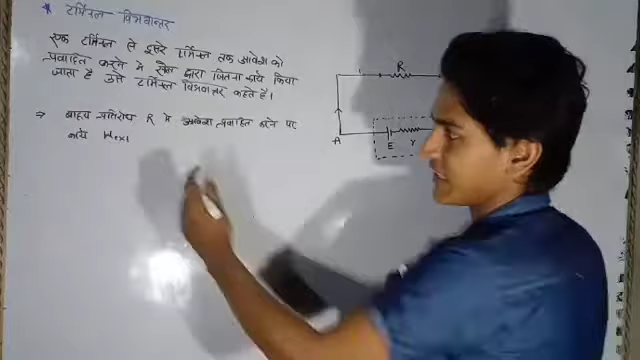 * टर्मिनल विभवान्तर
एक टर्मिनल से दूसरे टर्मिनल तक आवेश को
प्रवाहित करने में सेल द्वारा जितना कार्य किया
जाता है उसे टर्मिनल विभवान्तर कहते हैं।
⇒ बाह्य प्रतिरोध R में आवेश प्रवाहित करने पर
कार्य Wext
R
A
E r